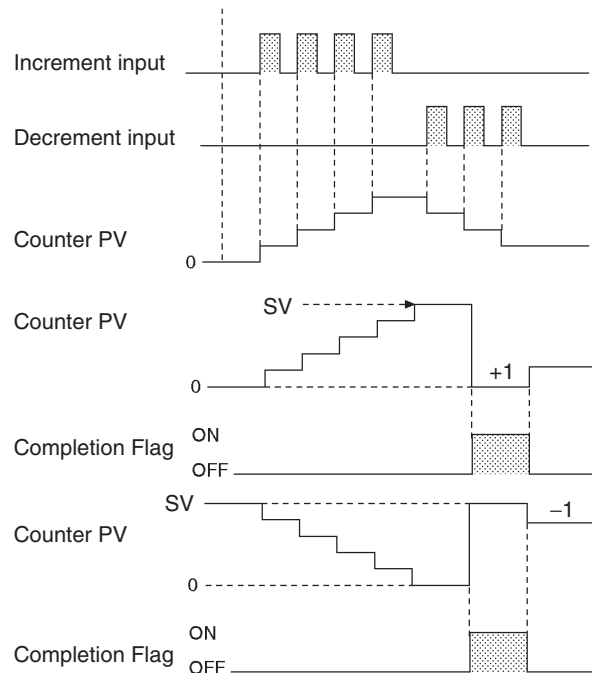 Increment input
Decrement input
Counter PV
0
SV
Counter PV
+1
0
ON
Completion Flag
OFF
SV
−1
Counter PV
0
ON
Completion Flag
OFF